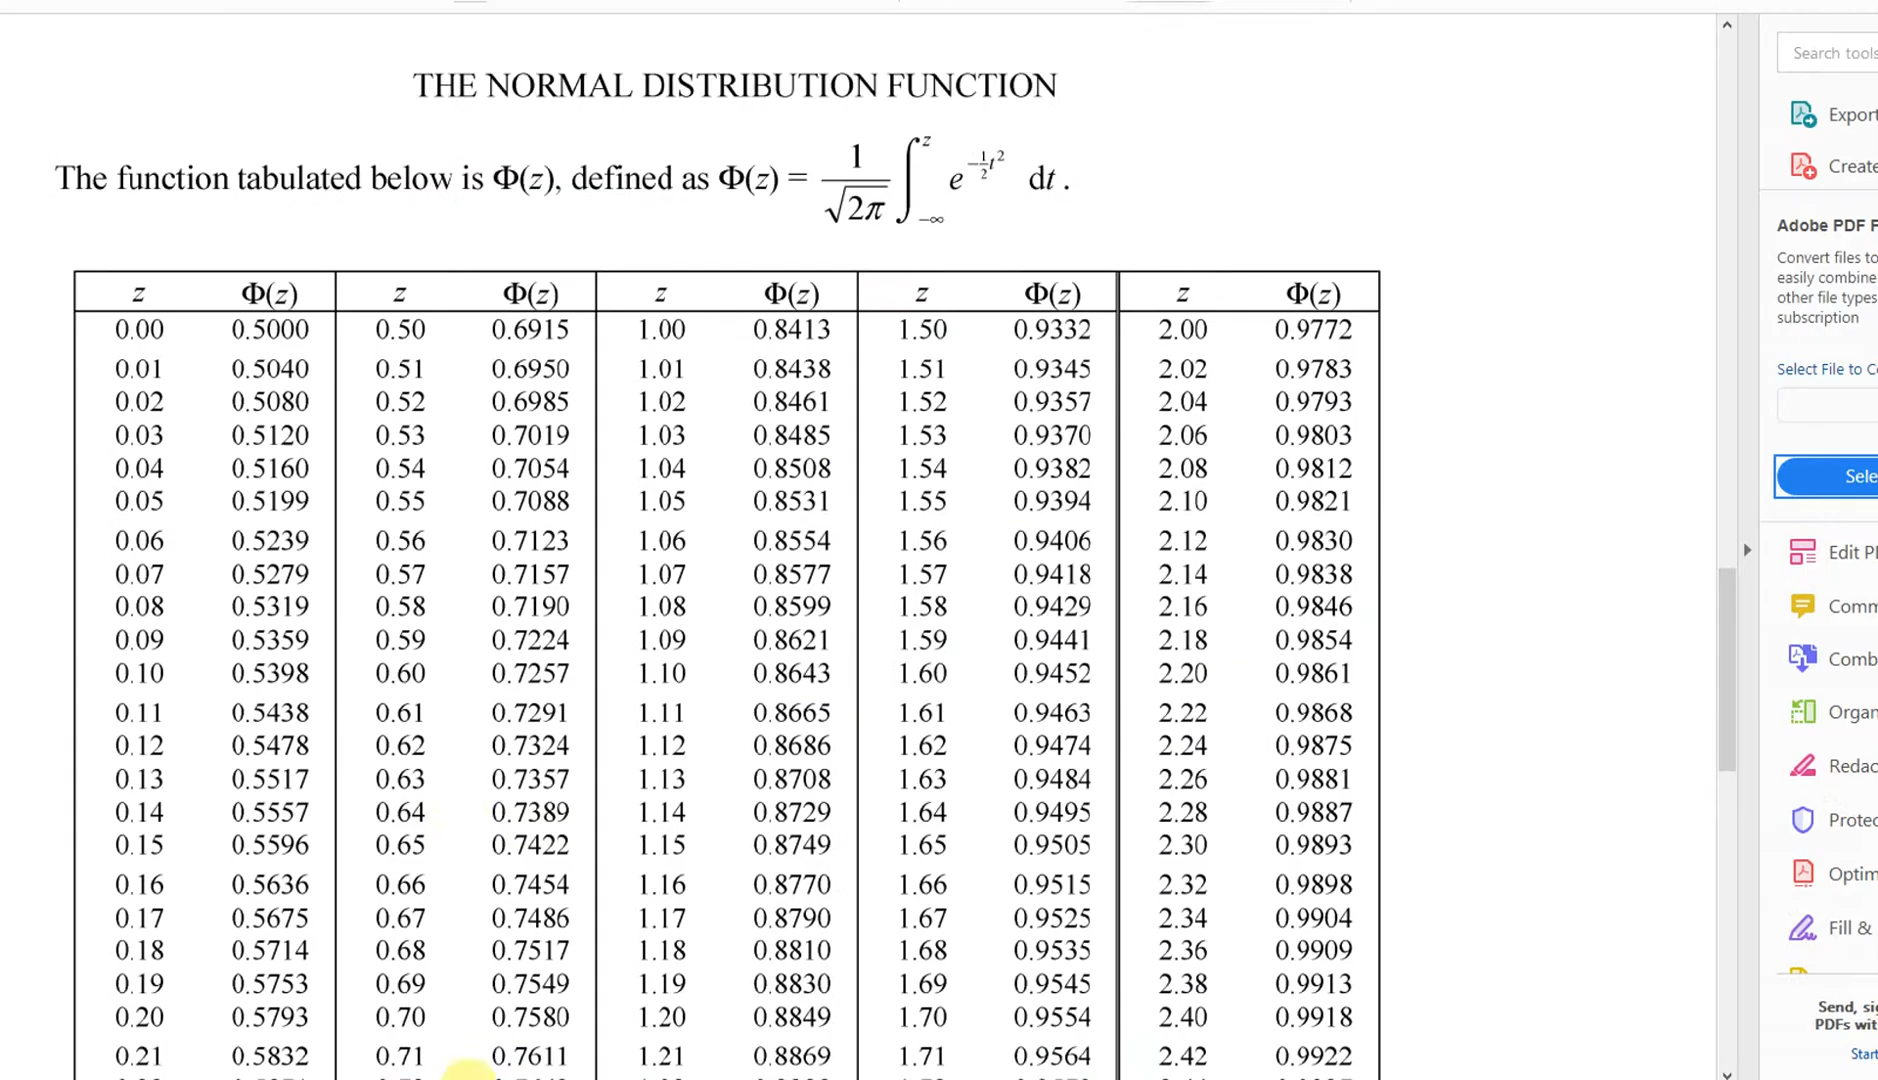 THE NORMAL DISTRIBUTION FUNCTION
The function tabulated below is Φ(z), defined as Φ(z) = 1/√2π ∫_{-∞}^{z} e^{-½t²} dt .
z Φ(z) z Φ(z) z Φ(z) z Φ(z) z Φ(z)
0.00 0.5000 0.50 0.6915 1.00 0.8413 1.50 0.9332 2.00 0.9772
0.01 0.5040 0.51 0.6950 1.01 0.8438 1.51 0.9345 2.02 0.9783
0.02 0.5080 0.52 0.6985 1.02 0.8461 1.52 0.9357 2.04 0.9793
0.03 0.5120 0.53 0.7019 1.03 0.8485 1.53 0.9370 2.06 0.9803
0.04 0.5160 0.54 0.7054 1.04 0.8508 1.54 0.9382 2.08 0.9812
0.05 0.5199 0.55 0.7088 1.05 0.8531 1.55 0.9394 2.10 0.9821
0.06 0.5239 0.56 0.7123 1.06 0.8554 1.56 0.9406 2.12 0.9830
0.07 0.5279 0.57 0.7157 1.07 0.8577 1.57 0.9418 2.14 0.9838
0.08 0.5319 0.58 0.7190 1.08 0.8599 1.58 0.9429 2.16 0.9846
0.09 0.5359 0.59 0.7224 1.09 0.8621 1.59 0.9441 2.18 0.9854
0.10 0.5398 0.60 0.7257 1.10 0.8643 1.60 0.9452 2.20 0.9861
0.11 0.5438 0.61 0.7291 1.11 0.8665 1.61 0.9463 2.22 0.9868
0.12 0.5478 0.62 0.7324 1.12 0.8686 1.62 0.9474 2.24 0.9875
0.13 0.5517 0.63 0.7357 1.13 0.8708 1.63 0.9484 2.26 0.9881
0.14 0.5557 0.64 0.7389 1.14 0.8729 1.64 0.9495 2.28 0.9887
0.15 0.5596 0.65 0.7422 1.15 0.8749 1.65 0.9505 2.30 0.9893
0.16 0.5636 0.66 0.7454 1.16 0.8770 1.66 0.9515 2.32 0.9898
0.17 0.5675 0.67 0.7486 1.17 0.8790 1.67 0.9525 2.34 0.9904
0.18 0.5714 0.68 0.7517 1.18 0.8810 1.68 0.9535 2.36 0.9909
0.19 0.5753 0.69 0.7549 1.19 0.8830 1.69 0.9545 2.38 0.9913
0.20 0.5793 0.70 0.7580 1.20 0.8849 1.70 0.9554 2.40 0.9918
0.21 0.5832 0.71 0.7611 1.21 0.8869 1.71 0.9564 2.42 0.9922
Search tools
Export
Create
Adobe PDF
Convert files to
easily combine
other file types
subscription
Select File to
Sele
Edit
Comm
Comb
Organ
Redac
Protec
Optim
Fill &
Send, sig
PDFs wit
Start